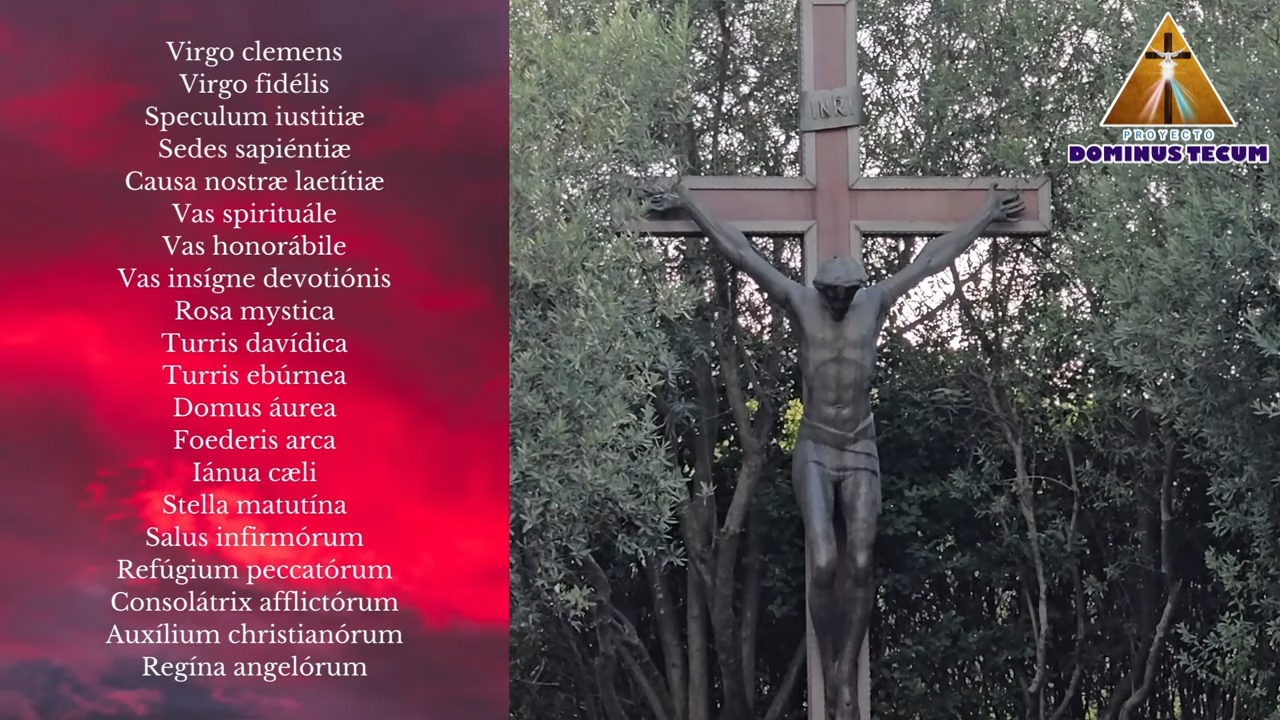 Virgo clemens
Virgo fidélis
Speculum iustitiæ
Sedes sapiéntiæ
Causa nostræ laetítiæ
Vas spirituále
Vas honorábile
Vas insígne devotiónis
Rosa mystica
Turris davídica
Turris ebúrnea
Domus áurea
Foederis arca
Iánua cæli
Stella matutína
Salus infirmórum
Refúgium peccatórum
Consolátrix afflictórum
Auxílium christianórum
Regína angelórum
INRI
PROYECTO
DOMINUS TECUM